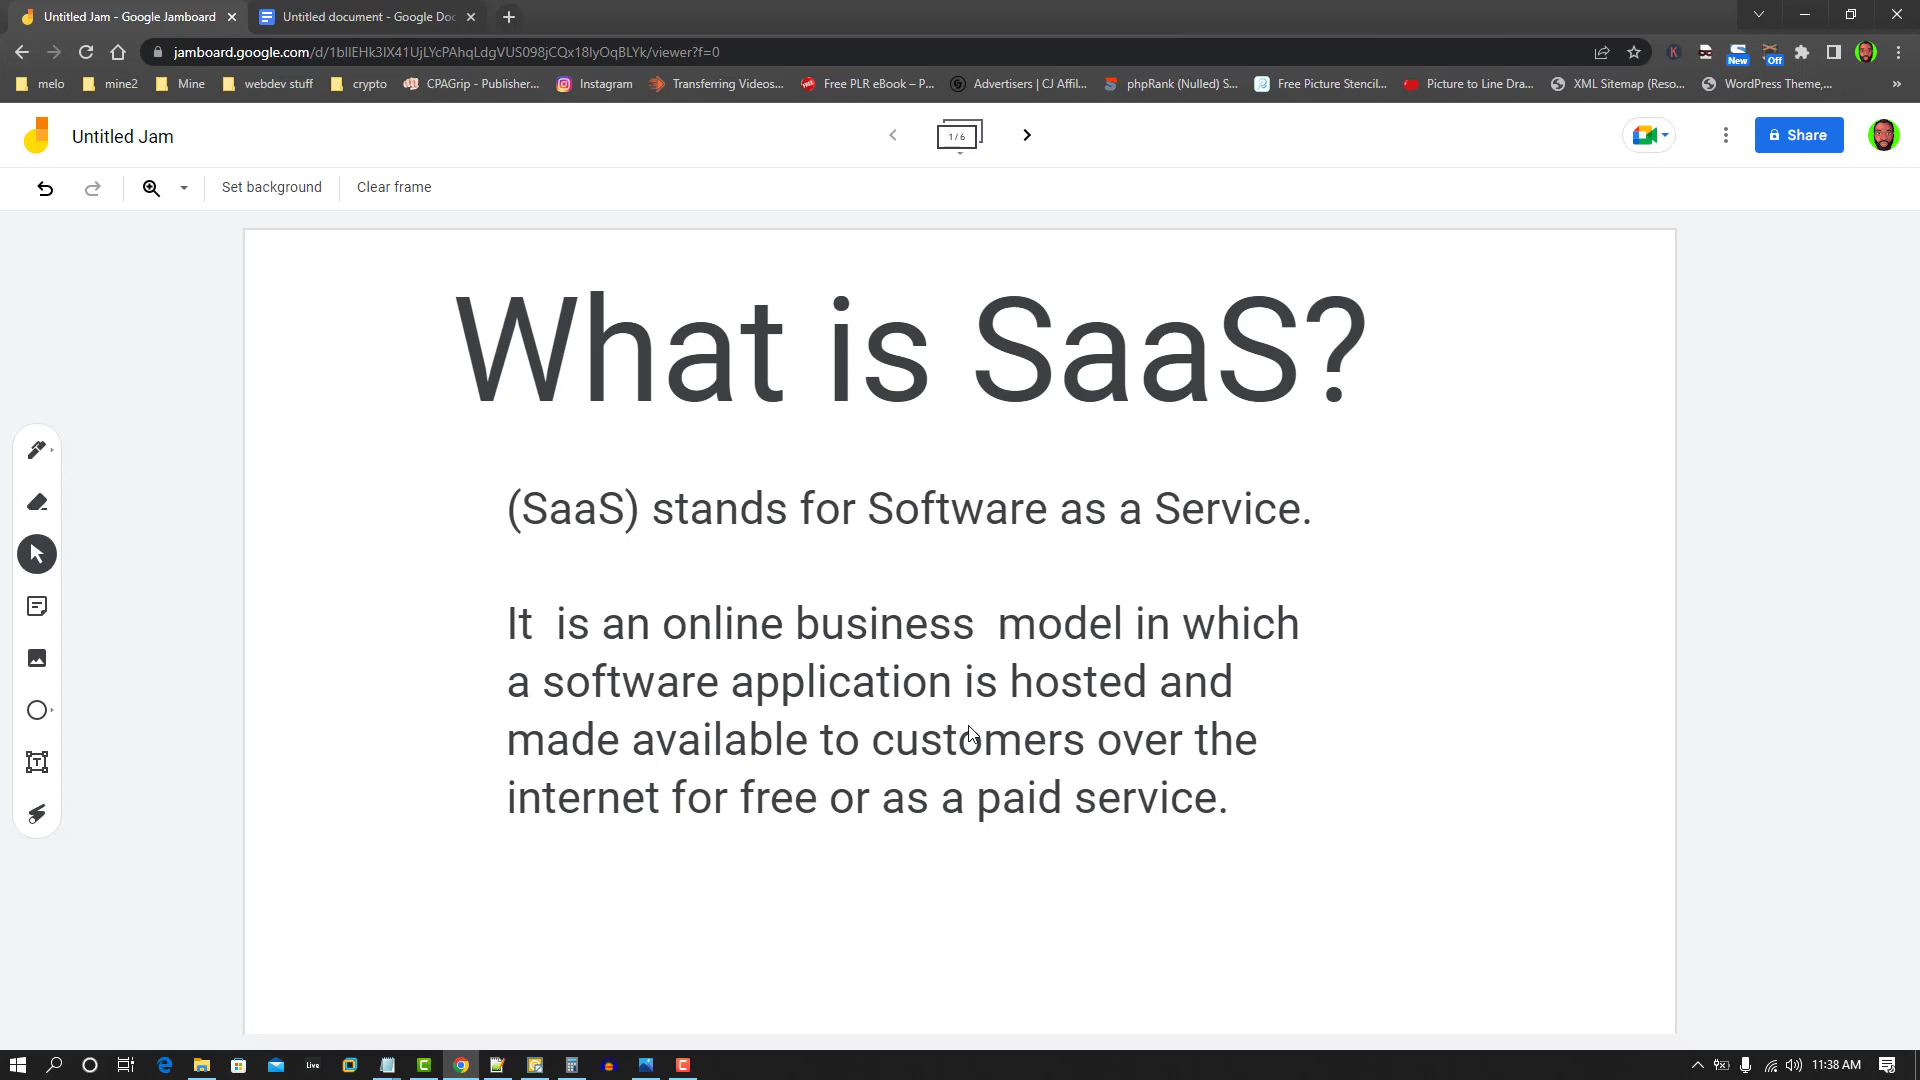 Untitled Jam - Google Jamboard
Untitled document - Google Doc
jamboard.google.com/d/1bIlEHk3IX41UjLYcPAhqLdgVUS098jCQx18lyOqBLYk/viewer?f=0
New
Off
melo
mine2
Mine
webdev stuff
crypto
CPAGrip - Publisher...
Instagram
Transferring Videos...
Free PLR eBook – P...
Advertisers | CJ Affil...
phpRank (Nulled) S...
Free Picture Stencil...
Picture to Line Dra...
XML Sitemap (Reso...
WordPress Theme,...
Untitled Jam
1 / 6
Share
Set background
Clear frame
What is SaaS?
(SaaS) stands for Software as a Service.
It is an online business model in which
a software application is hosted and
made available to customers over the
internet for free or as a paid service.
Live
11:38 AM